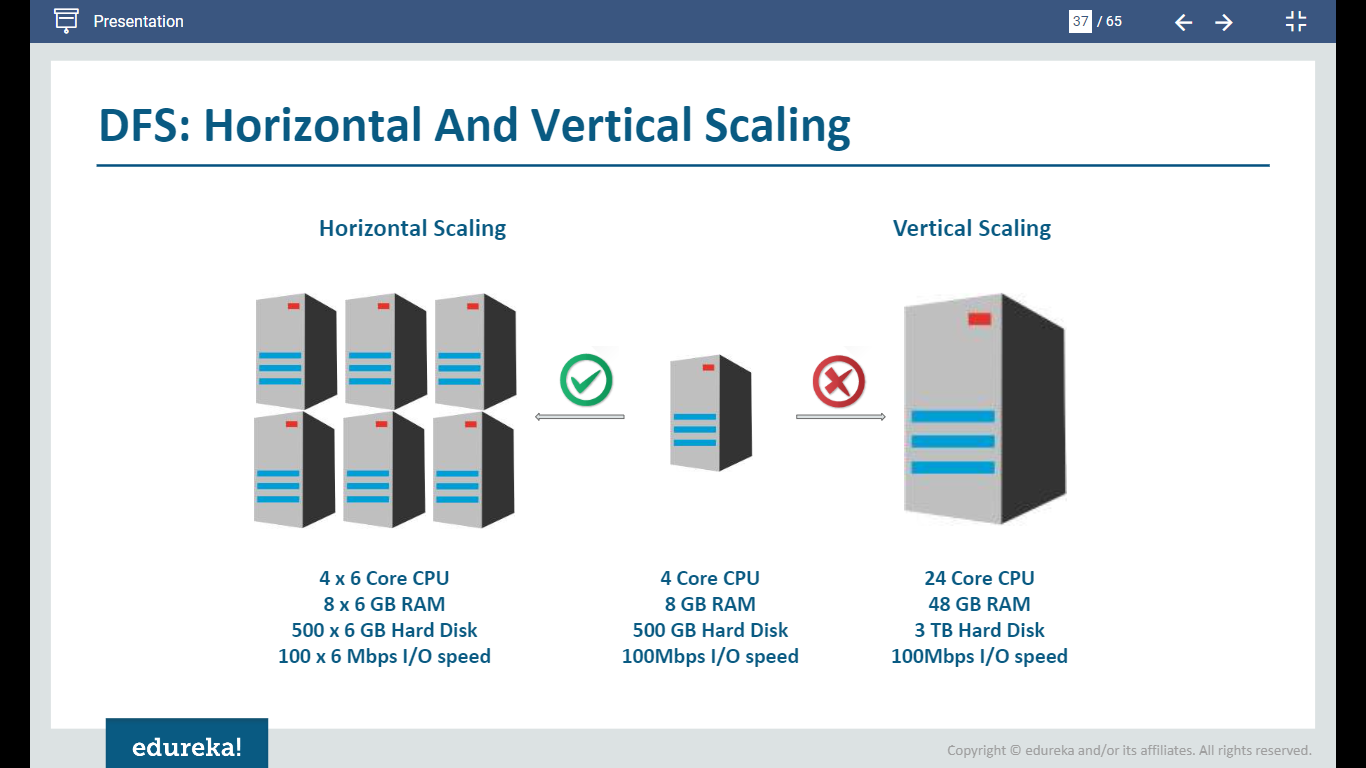 Presentation
37 / 65
DFS: Horizontal And Vertical Scaling
Horizontal Scaling
Vertical Scaling
4 x 6 Core CPU
8 x 6 GB RAM
500 x 6 GB Hard Disk
100 x 6 Mbps I/O speed
4 Core CPU
8 GB RAM
500 GB Hard Disk
100Mbps I/O speed
24 Core CPU
48 GB RAM
3 TB Hard Disk
100Mbps I/O speed
edureka!
Copyright © edureka and/or its affiliates. All rights reserved.